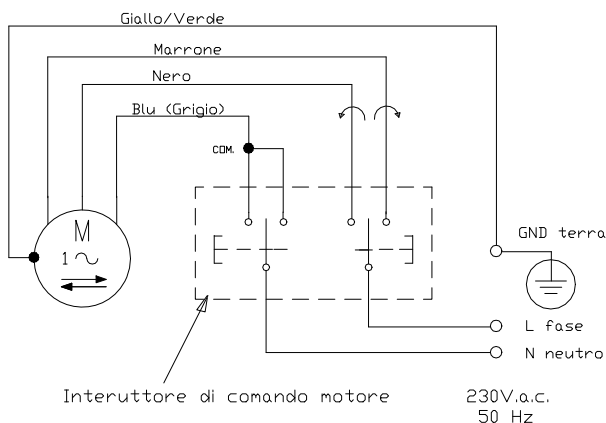 Giallo/Verde
Marrone
Nero
Blu (Grigio)
COM.
M
1
GND terra
L fase
N neutro
Interuttore di comando motore
230V.a.c.
50 Hz